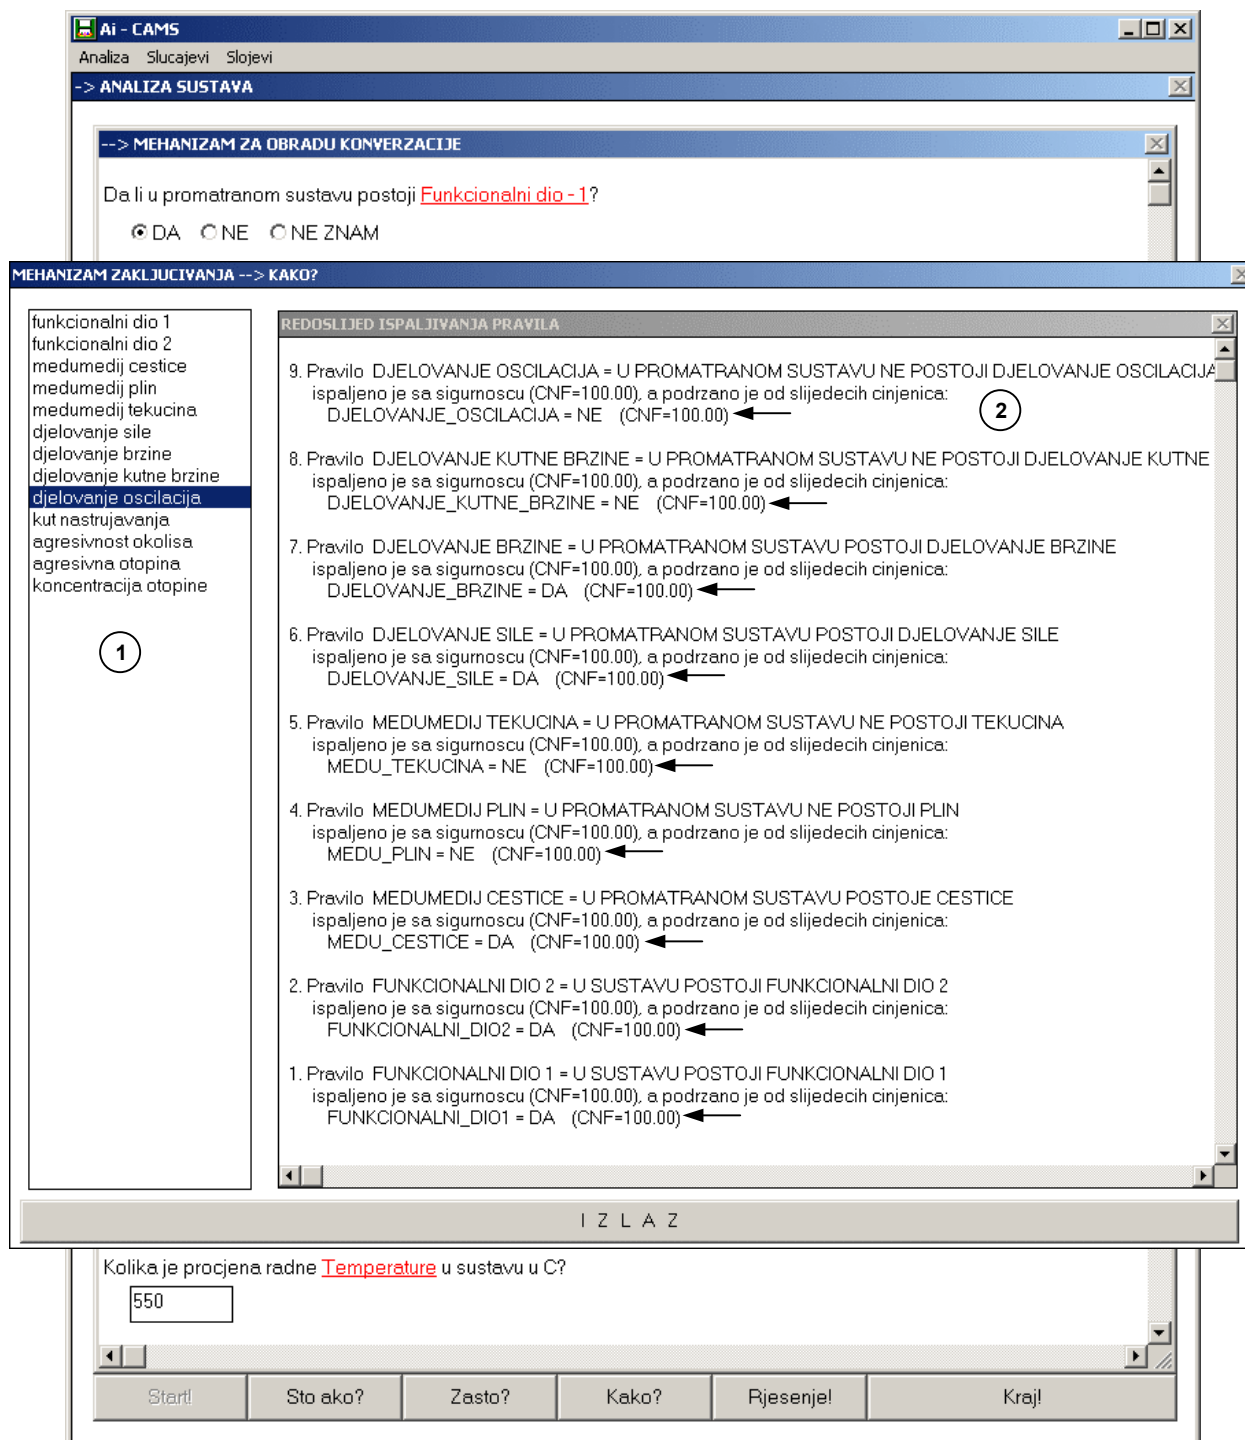 Ai - CAMS
Analiza Slucajevi Slojevi
-> ANALIZA SUSTAVA
--> MEHANIZAM ZA OBRADU KONVERZACIJE
Da li u promatranom sustavu postoji Funkcionalni dio - 1?
DA NE NE ZNAM
MEHANIZAM ZAKLJUCIVANJA --> KAKO?
funkcionalni dio 1
funkcionalni dio 2
medumedij cestice
medumedij plin
medumedij tekucina
djelovanje sile
djelovanje brzine
djelovanje kutne brzine
djelovanje oscilacija
kut nastrujavanja
agresivnost okolisa
agresivna otopina
koncentracija otopine
1
REDOSLIJED ISPALJIVANJA PRAVILA
9. Pravilo DJELOVANJE OSCILACIJA = U PROMATRANOM SUSTAVU NE POSTOJI DJELOVANJE OSCILACIJA
ispaljeno je sa sigurnoscu (CNF=100.00), a podrzano je od slijedecih cinjenica:
DJELOVANJE_OSCILACIJA = NE (CNF=100.00)
2
8. Pravilo DJELOVANJE KUTNE BRZINE = U PROMATRANOM SUSTAVU NE POSTOJI DJELOVANJE KUTNE
ispaljeno je sa sigurnoscu (CNF=100.00), a podrzano je od slijedecih cinjenica:
DJELOVANJE_KUTNE_BRZINE = NE (CNF=100.00)
7. Pravilo DJELOVANJE BRZINE = U PROMATRANOM SUSTAVU POSTOJI DJELOVANJE BRZINE
ispaljeno je sa sigurnoscu (CNF=100.00), a podrzano je od slijedecih cinjenica:
DJELOVANJE_BRZINE = DA (CNF=100.00)
6. Pravilo DJELOVANJE SILE = U PROMATRANOM SUSTAVU POSTOJI DJELOVANJE SILE
ispaljeno je sa sigurnoscu (CNF=100.00), a podrzano je od slijedecih cinjenica:
DJELOVANJE_SILE = DA (CNF=100.00)
5. Pravilo MEDUMEDIJ TEKUCINA = U PROMATRANOM SUSTAVU NE POSTOJI TEKUCINA
ispaljeno je sa sigurnoscu (CNF=100.00), a podrzano je od slijedecih cinjenica:
MEDU_TEKUCINA = NE (CNF=100.00)
4. Pravilo MEDUMEDIJ PLIN = U PROMATRANOM SUSTAVU NE POSTOJI PLIN
ispaljeno je sa sigurnoscu (CNF=100.00), a podrzano je od slijedecih cinjenica:
MEDU_PLIN = NE (CNF=100.00)
3. Pravilo MEDUMEDIJ CESTICE = U PROMATRANOM SUSTAVU POSTOJE CESTICE
ispaljeno je sa sigurnoscu (CNF=100.00), a podrzano je od slijedecih cinjenica:
MEDU_CESTICE = DA (CNF=100.00)
2. Pravilo FUNKCIONALNI DIO 2 = U SUSTAVU POSTOJI FUNKCIONALNI DIO 2
ispaljeno je sa sigurnoscu (CNF=100.00), a podrzano je od slijedecih cinjenica:
FUNKCIONALNI_DIO2 = DA (CNF=100.00)
1. Pravilo FUNKCIONALNI DIO 1 = U SUSTAVU POSTOJI FUNKCIONALNI DIO 1
ispaljeno je sa sigurnoscu (CNF=100.00), a podrzano je od slijedecih cinjenica:
FUNKCIONALNI_DIO1 = DA (CNF=100.00)
I Z L A Z
Kolika je procjena radne Temperature u sustavu u C?
550
Start! Sto ako? Zasto? Kako? Rjesenje! Kraj!